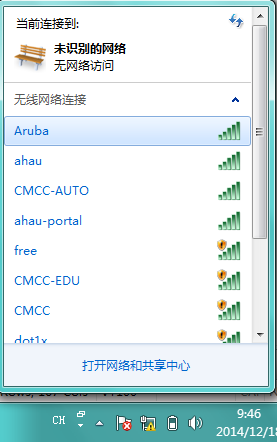 当前连接到:
未识别的网络
无网络访问
无线网络连接
Aruba
ahau
CMCC-AUTO
ahau-portal
free
CMCC-EDU
CMCC
dot1x
打开网络和共享中心
CH
9:46
2014/12/18